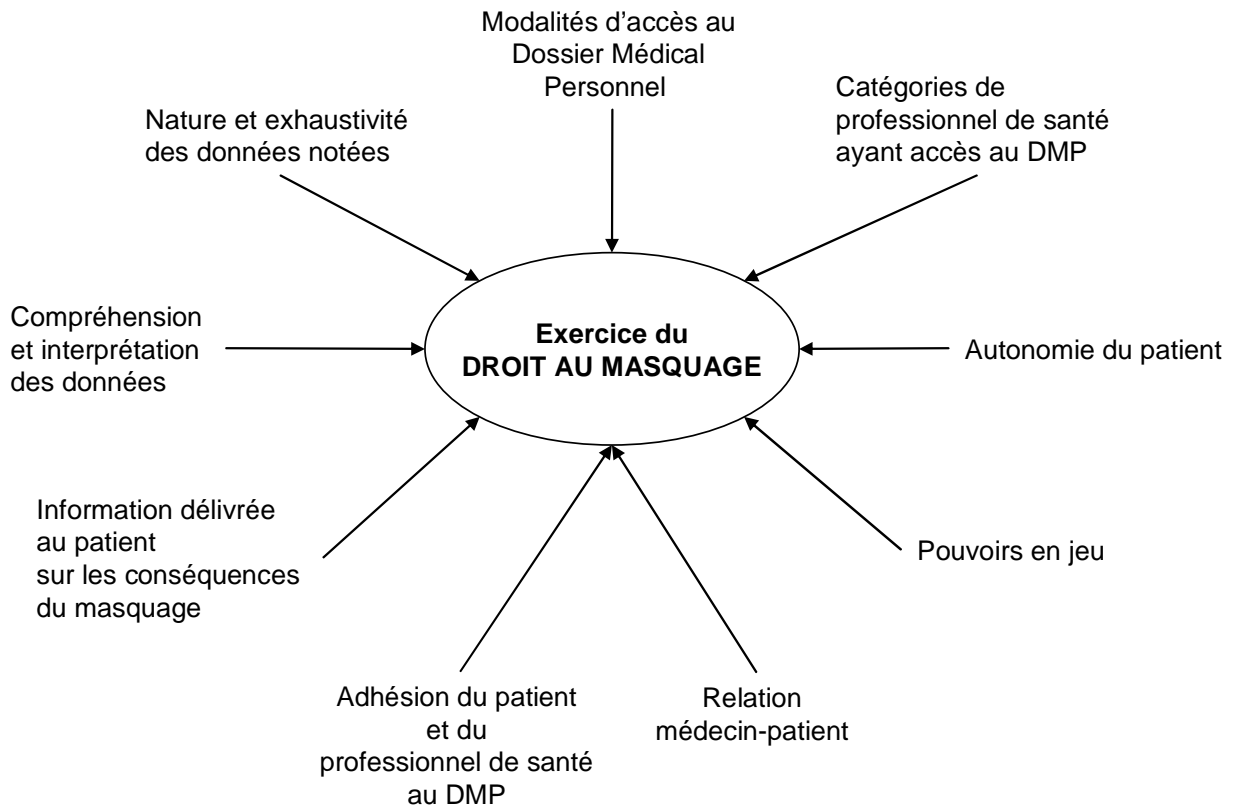 Modalités d'accès au
Dossier Médical
Personnel
Catégories de
professionnel de santé
ayant accès au DMP
Nature et exhaustivité
des données notées
Compréhension
et interprétation
des données
Exercice du
DROIT AU MASQUAGE
Autonomie du patient
Information délivrée
au patient
sur les conséquences
du masquage
Pouvoirs en jeu
Adhésion du patient
et du
professionnel de santé
au DMP
Relation
médecin-patient